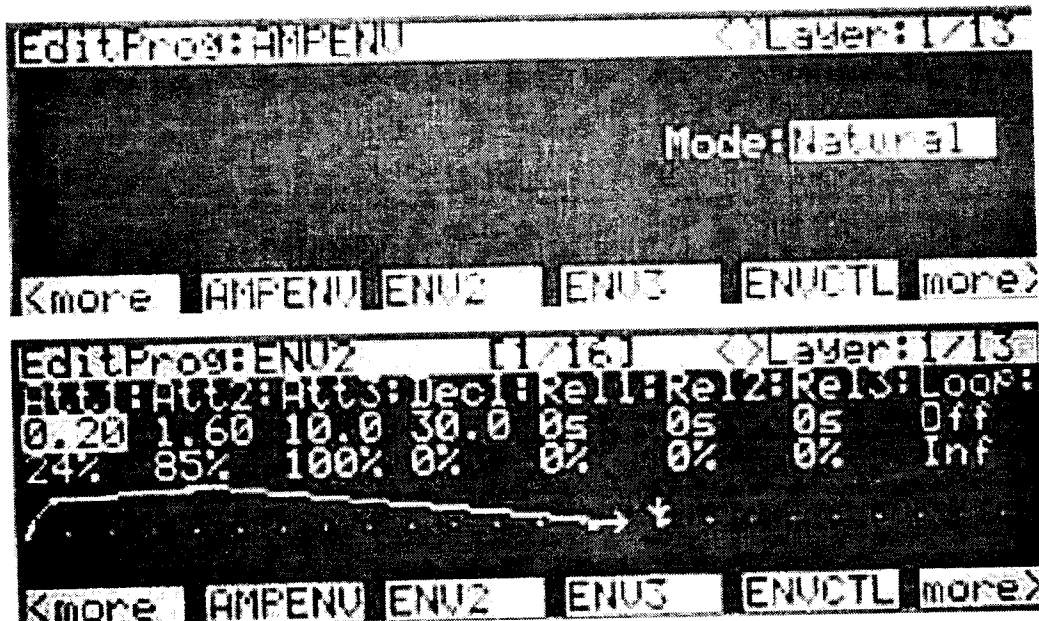 EditProg:AMPENV <>Layer:1/13
Mode:Natural
<more AMPENV ENV2 ENV3 ENVCTL more>
EditProg:ENV2 [1/16] <>Layer:1/13
Att1: Att2: Att3: Dec1: Rel1: Rel2: Rel3: Loop:
0.20 1.60 10.0 30.0 0s 0s 0s Off
24% 85% 100% 0% 0% 0% 0% Inf
<more AMPENV ENV2 ENV3 ENVCTL more>